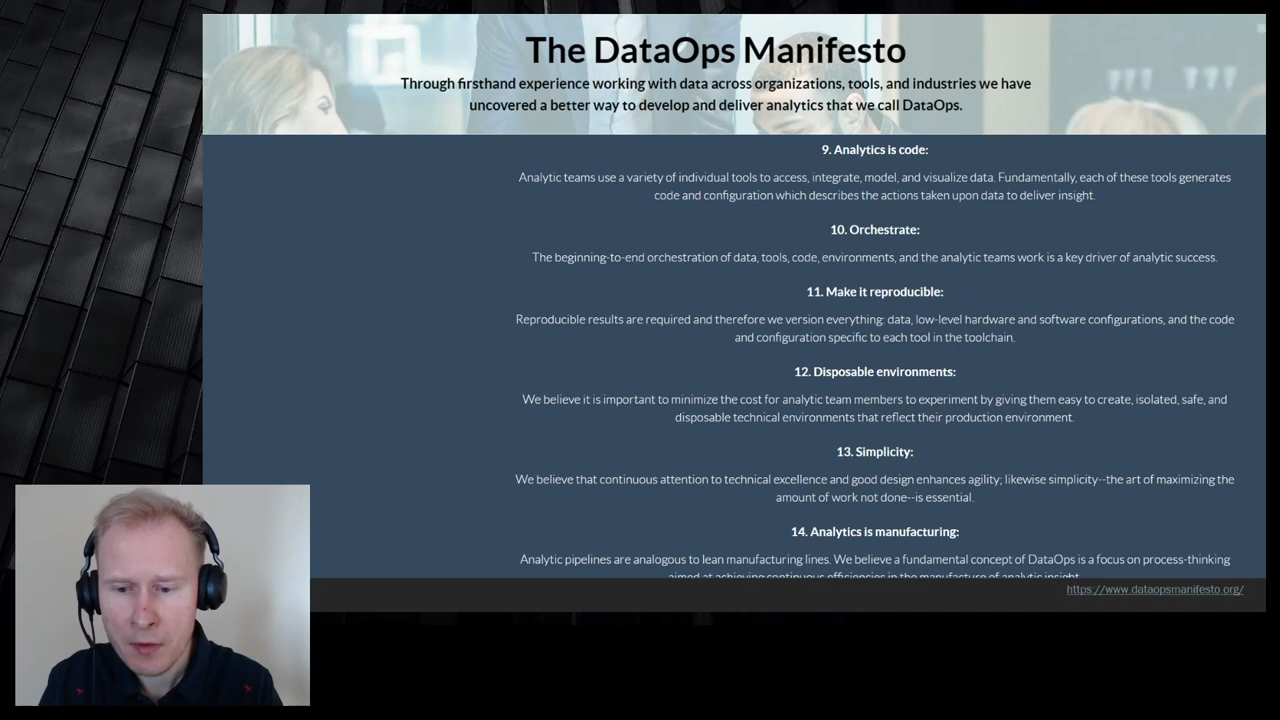 The DataOps Manifesto
Through firsthand experience working with data across organizations, tools, and industries we have
uncovered a better way to develop and deliver analytics that we call DataOps.
9. Analytics is code:
Analytic teams use a variety of individual tools to access, integrate, model, and visualize data. Fundamentally, each of these tools generates
code and configuration which describes the actions taken upon data to deliver insight.
10. Orchestrate:
The beginning-to-end orchestration of data, tools, code, environments, and the analytic teams work is a key driver of analytic success.
11. Make it reproducible:
Reproducible results are required and therefore we version everything: data, low-level hardware and software configurations, and the code
and configuration specific to each tool in the toolchain.
12. Disposable environments:
We believe it is important to minimize the cost for analytic team members to experiment by giving them easy to create, isolated, safe, and
disposable technical environments that reflect their production environment.
13. Simplicity:
We believe that continuous attention to technical excellence and good design enhances agility; likewise simplicity--the art of maximizing the
amount of work not done--is essential.
14. Analytics is manufacturing:
Analytic pipelines are analogous to lean manufacturing lines. We believe a fundamental concept of DataOps is a focus on process-thinking
aimed at achieving continuous efficiencies in the manufacture of analytic insight.
https://www.dataopsmanifesto.org/